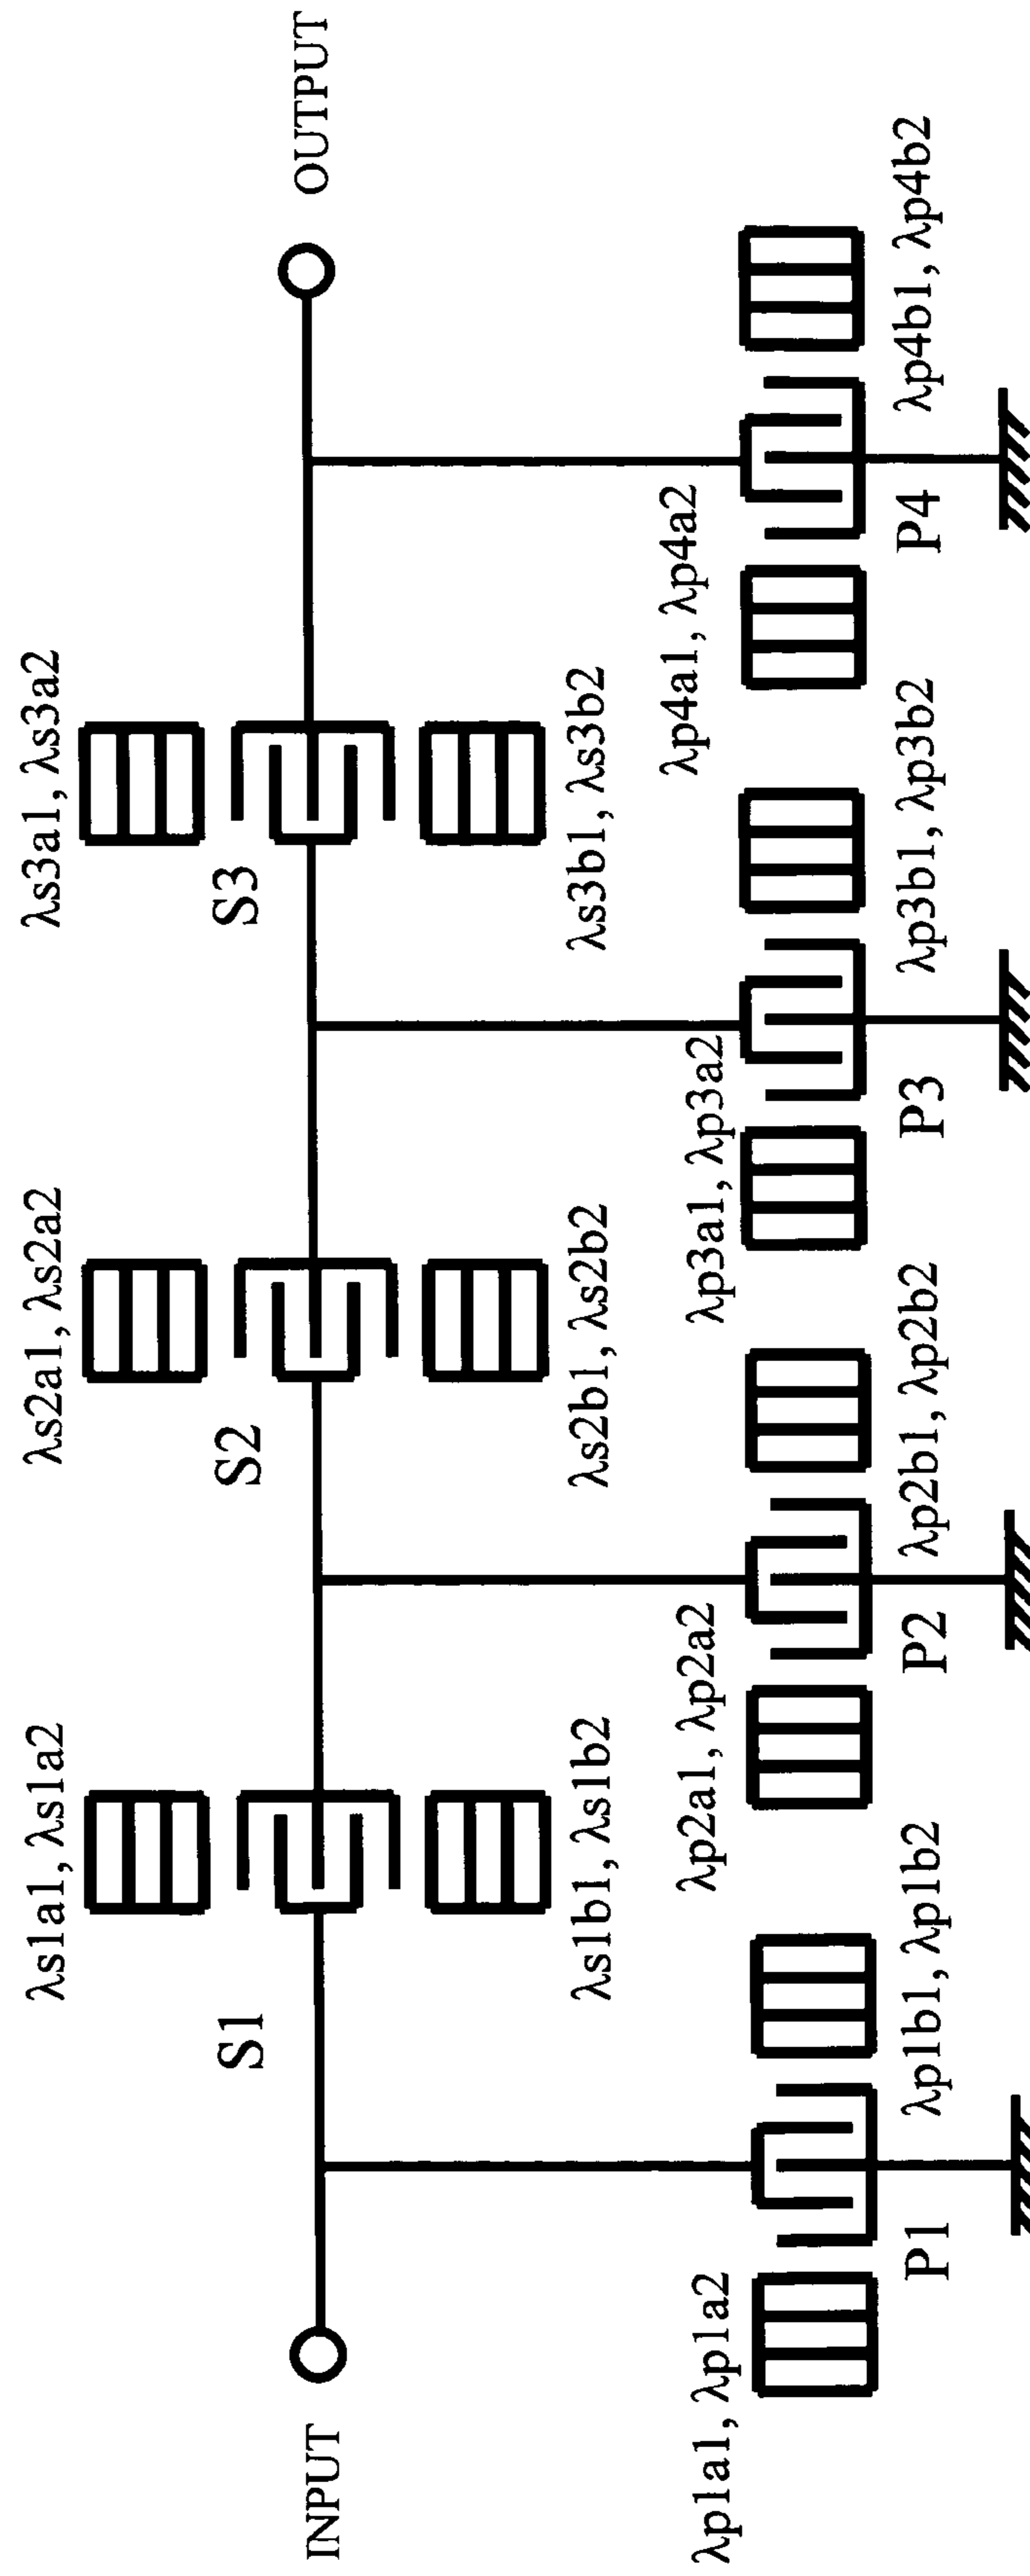 λs1a1, λs1a2
λs2a1, λs2a2
λs3a1, λs3a2
S1
S2
S3
INPUT
OUTPUT
λs1b1, λs1b2
λs2b1, λs2b2
λs3b1, λs3b2
λp1a1, λp1a2
λp2a1, λp2a2
λp3a1, λp3a2
λp4a1, λp4a2
P1
λp1b1, λp1b2
P2
λp2b1, λp2b2
P3
λp3b1, λp3b2
P4
λp4b1, λp4b2